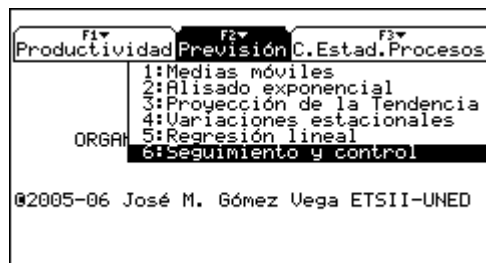 F1▾ F2▾ F3▾
Productividad Previsión C.Estad.Procesos
1:Medias móviles
2:Alisado exponencial
3:Proyección de la Tendencia
4:Variaciones estacionales
ORGAN 5:Regresión lineal
6:Seguimiento y control
©2005-06 José M. Gómez Vega ETSII-UNED